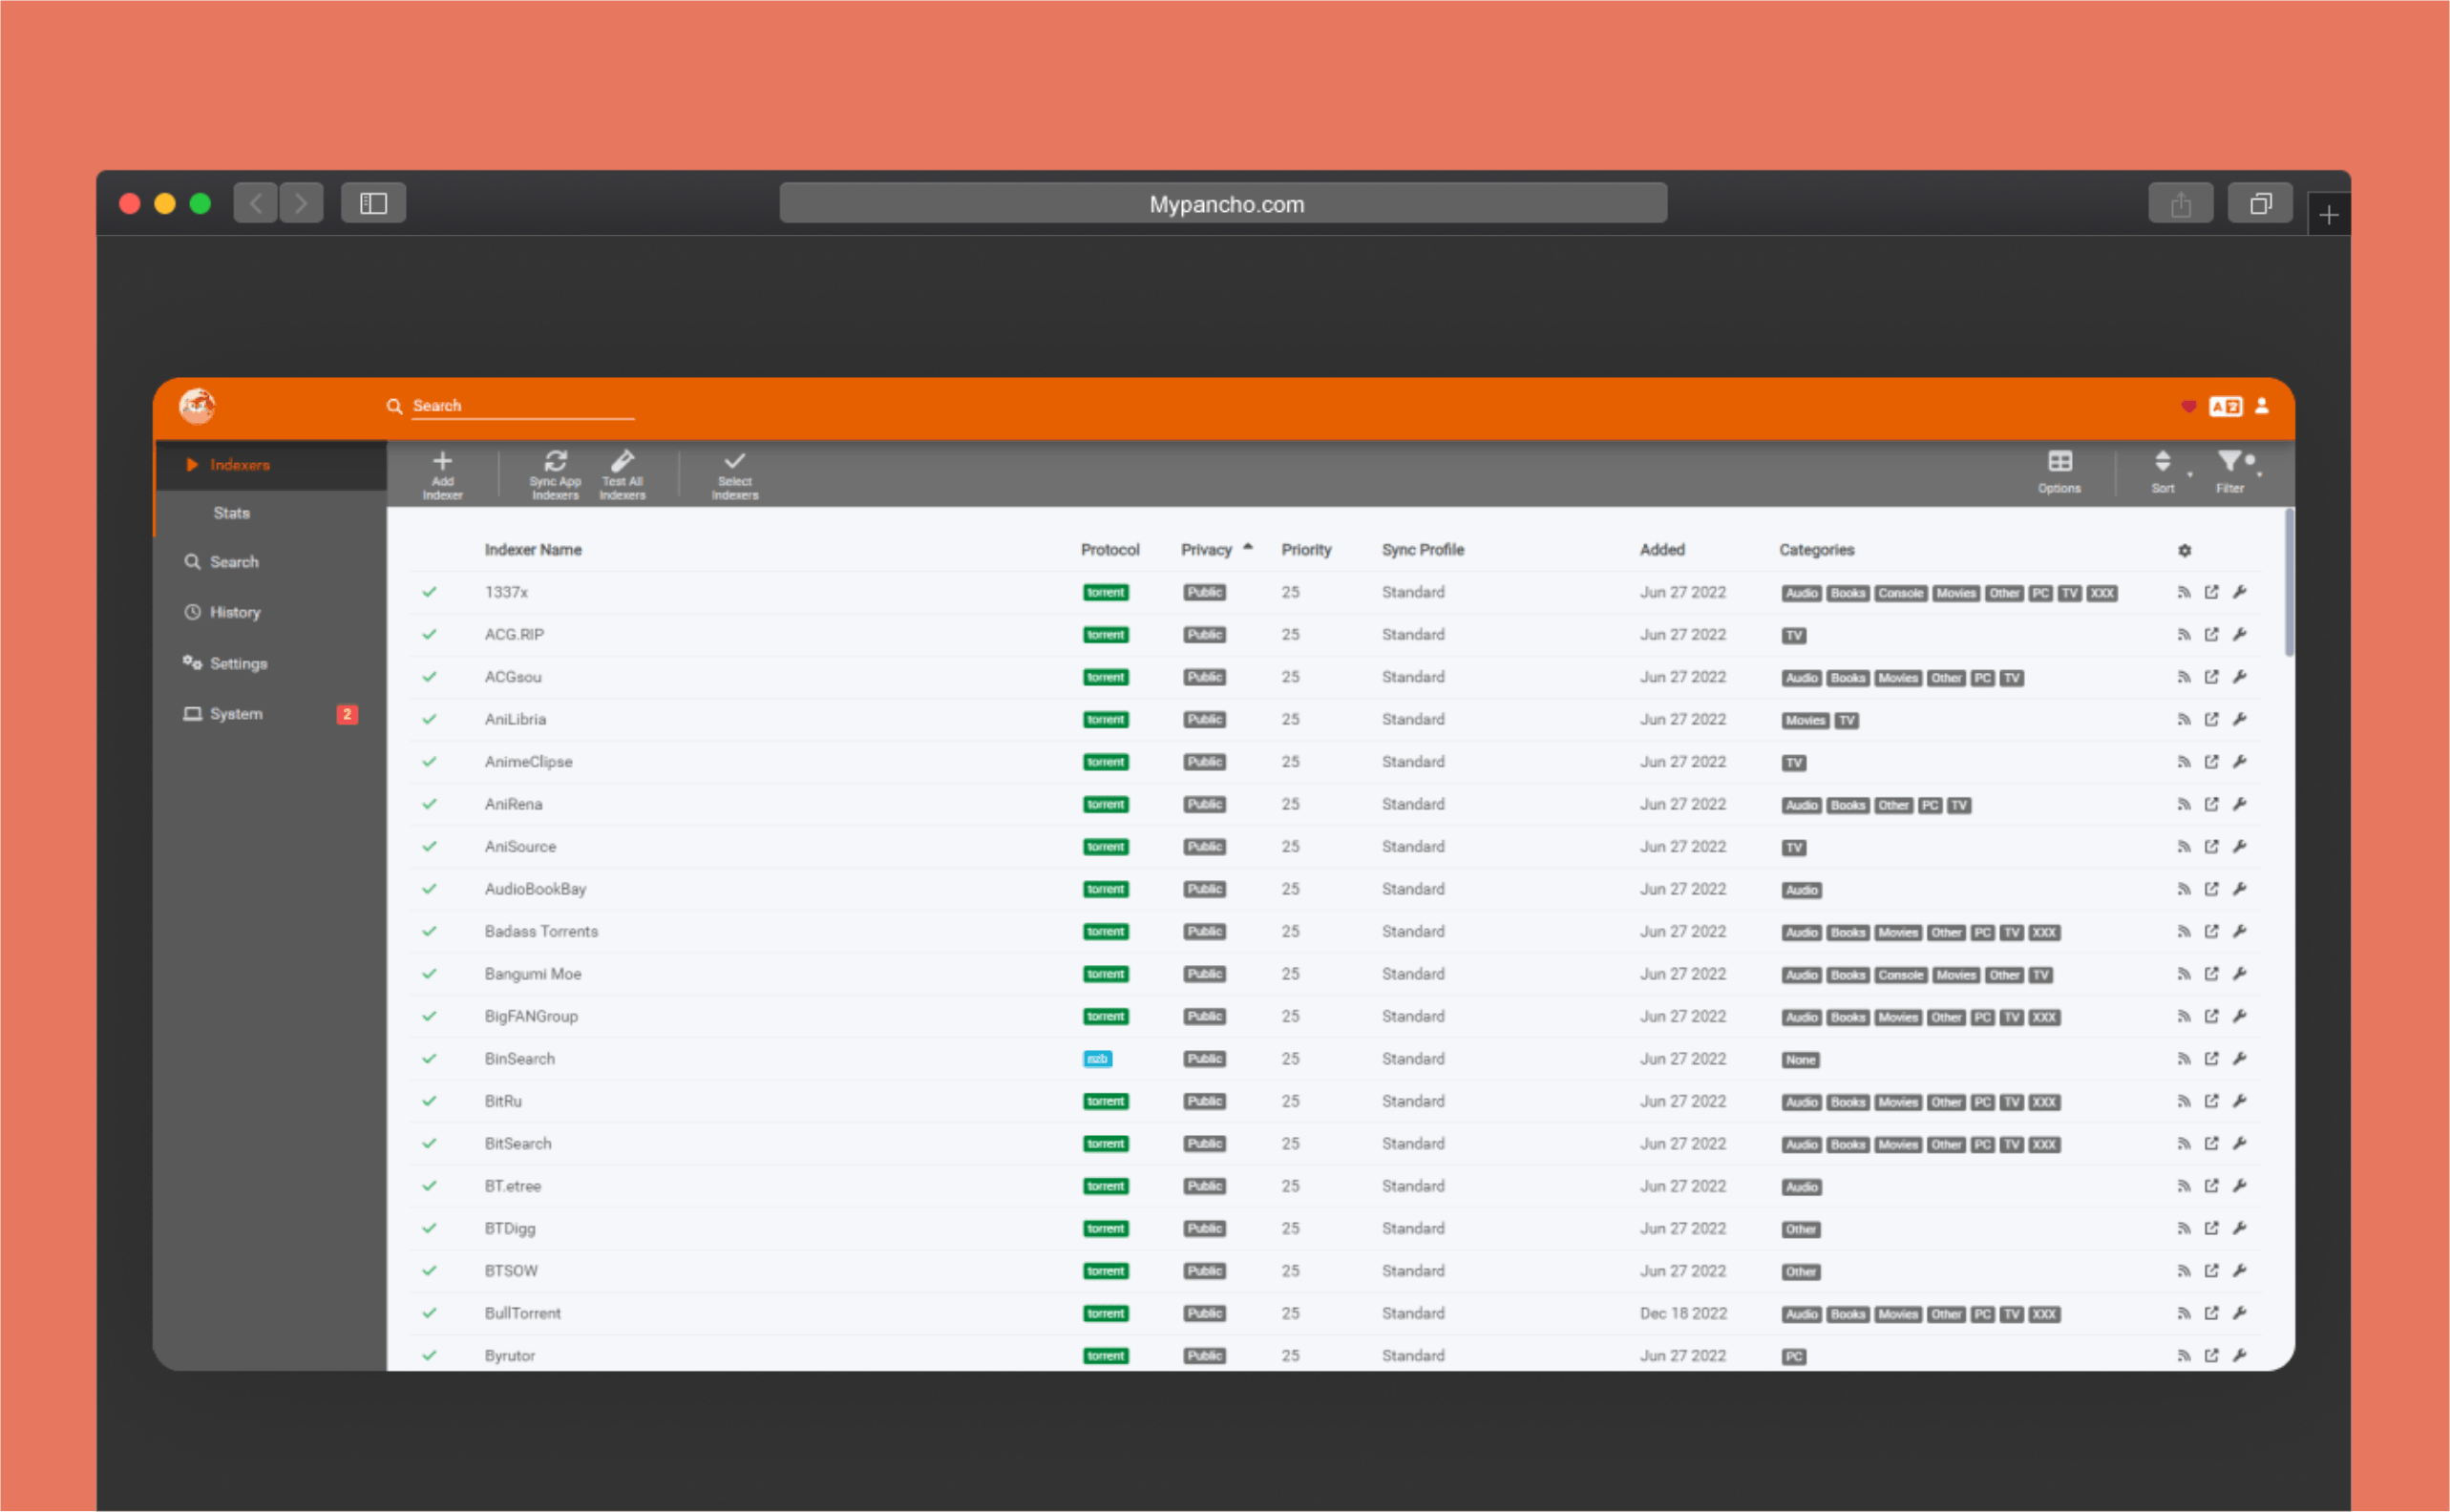 Mypancho.com
Search
Indexers
Stats
Search
History
Settings
System 2
Add Indexer
Sync App Indexers
Test All Indexers
Select Indexers
Options
Sort
Filter
Indexer Name Protocol Privacy Priority Sync Profile Added Categories
1337x torrent Public 25 Standard Jun 27 2022 Audio Books Console Movies Other PC TV XXX
ACG.RIP torrent Public 25 Standard Jun 27 2022 TV
ACGsou torrent Public 25 Standard Jun 27 2022 Audio Books Movies Other PC TV
AniLibria torrent Public 25 Standard Jun 27 2022 Movies TV
AnimeClipse torrent Public 25 Standard Jun 27 2022 TV
AniRena torrent Public 25 Standard Jun 27 2022 Audio Books Other PC TV
AniSource torrent Public 25 Standard Jun 27 2022 TV
AudioBookBay torrent Public 25 Standard Jun 27 2022 Audio
Badass Torrents torrent Public 25 Standard Jun 27 2022 Audio Books Movies Other PC TV XXX
Bangumi Moe torrent Public 25 Standard Jun 27 2022 Audio Books Console Movies Other TV
BigFANGroup torrent Public 25 Standard Jun 27 2022 Audio Books Movies Other PC TV XXX
BinSearch nzb Public 25 Standard Jun 27 2022 None
BitRu torrent Public 25 Standard Jun 27 2022 Audio Books Movies Other PC TV XXX
BitSearch torrent Public 25 Standard Jun 27 2022 Audio Books Movies Other PC TV XXX
BT.etree torrent Public 25 Standard Jun 27 2022 Audio
BTDigg torrent Public 25 Standard Jun 27 2022 Other
BTSOW torrent Public 25 Standard Jun 27 2022 Other
BullTorrent torrent Public 25 Standard Dec 18 2022 Audio Books Movies Other PC TV XXX
Byrutor torrent Public 25 Standard Jun 27 2022 PC